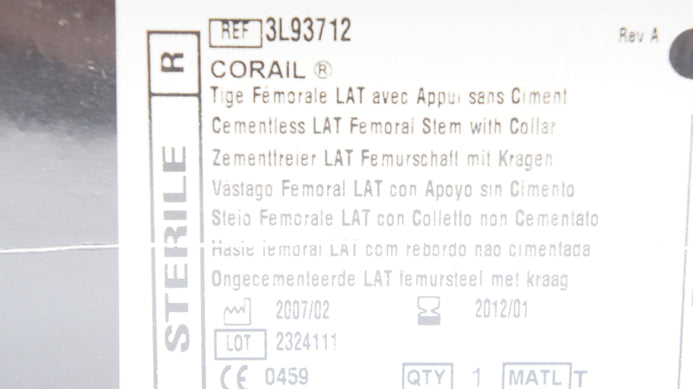 REF 3L93712
Rev A
CORAIL ®
Tige Fémorale LAT avec Appui sans Ciment
Cementless LAT Femoral Stem with Collar
Zementfreier LAT Femurschaft mit Kragen
Vástago Femoral LAT con Apoyo sin Cimento
Stelo Femorale LAT con Colletto non Cementato
Haste femoral LAT com rebordo não cimentada
Ongecementeerde LAT femursteel met kraag
2007/02
2012/01
LOT 2324111
CE 0459
QTY 1
MATL T
STERILE R